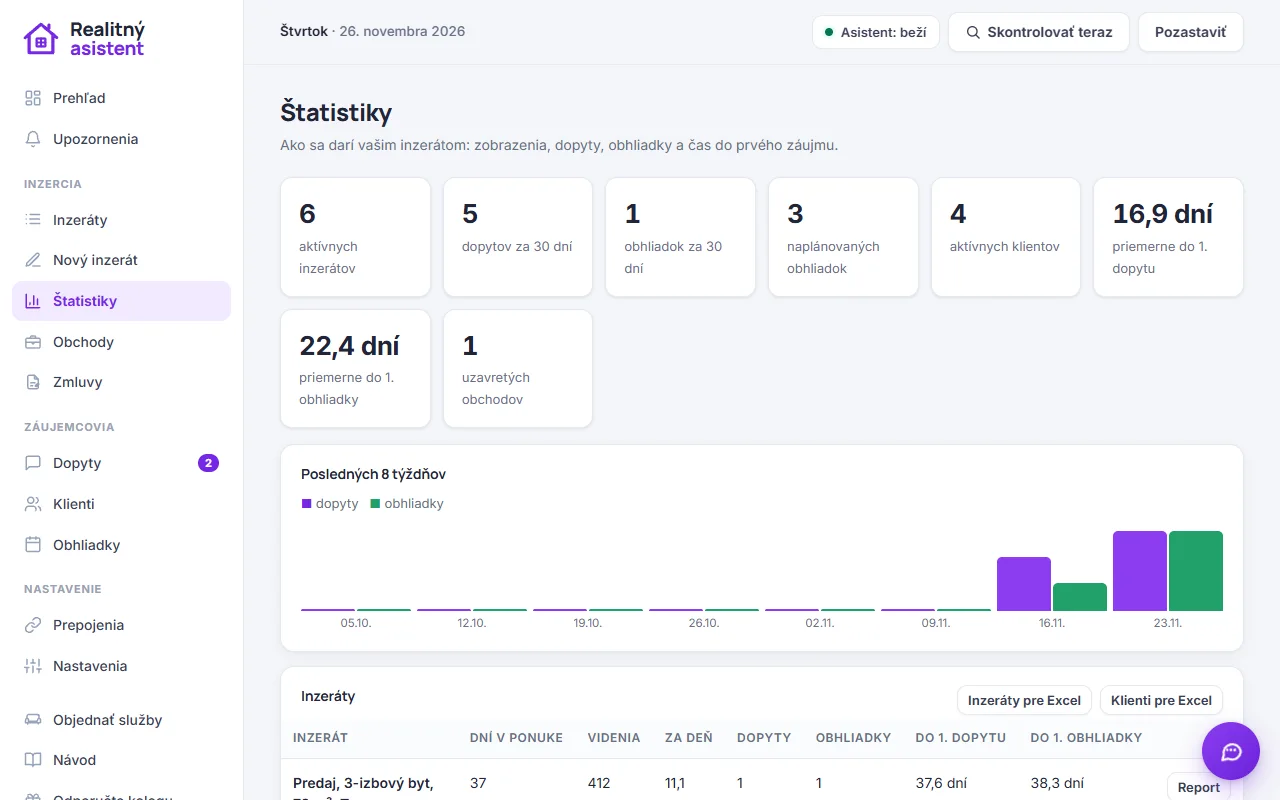 Realitný
asistent
Prehľad
Upozornenia
INZERCIA
Inzeráty
Nový inzerát
Štatistiky
Obchody
Zmluvy
ZÁUJEMCOVIA
Dopyty 2
Klienti
Obhliadky
NASTAVENIE
Prepojenia
Nastavenia
Objednať služby
Návod
Štvrtok · 26. novembra 2026
Asistent: beží
Skontrolovať teraz
Pozastaviť
Štatistiky
Ako sa darí vašim inzerátom: zobrazenia, dopyty, obhliadky a čas do prvého záujmu.
6
aktívnych
inzerátov
5
dopytov za 30 dní
1
obhliadok za 30
dní
3
naplánovaných
obhliadok
4
aktívnych klientov
16,9 dní
priemerne do 1.
dopytu
22,4 dní
priemerne do 1.
obhliadky
1
uzavretých
obchodov
Posledných 8 týždňov
dopyty obhliadky
05.10. 12.10. 19.10. 26.10. 02.11. 09.11. 16.11. 23.11.
Inzeráty
Inzeráty pre Excel
Klienti pre Excel
INZERÁT DNÍ V PONUKE VIDENIA ZA DEŇ DOPYTY OBHLIADKY DO 1. DOPYTU DO 1. OBHLIADKY
Predaj, 3-izbový byt, 37 412 11,1 1 1 37,6 dní 38,3 dní
Report